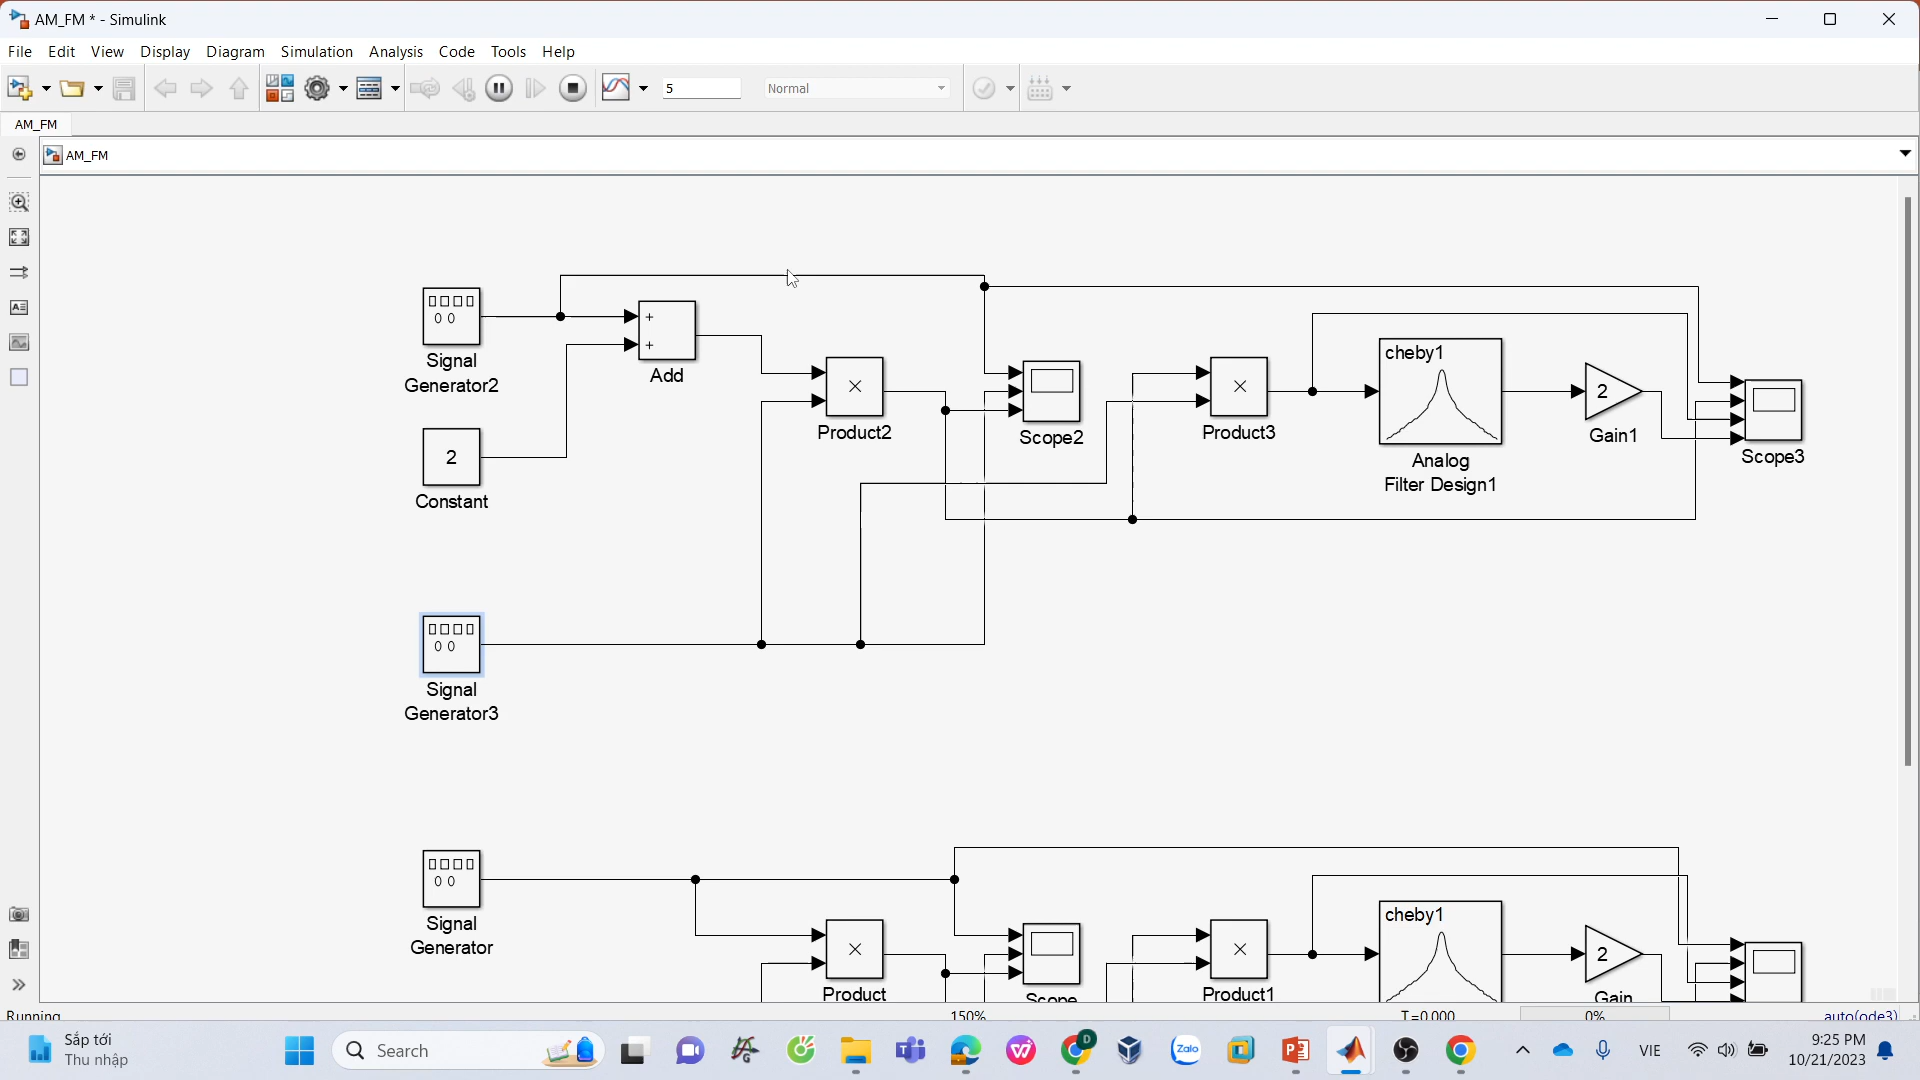 AM_FM * - Simulink
File Edit View Display Diagram Simulation Analysis Code Tools Help
5 Normal
AM_FM
AM_FM
Signal
Generator2
+
+
Add
2
Constant
×
Product2
Scope2
×
Product3
cheby1
Analog
Filter Design1
2
Gain1
Scope3
Signal
Generator3
Signal
Generator
×
Product
Scope
×
Product1
cheby1
2
Gain
Running 150% T=0.000 0% auto(ode3)
Sắp tới
Thu nhập
Search
Zalo
D
VIE
9:25 PM
10/21/2023